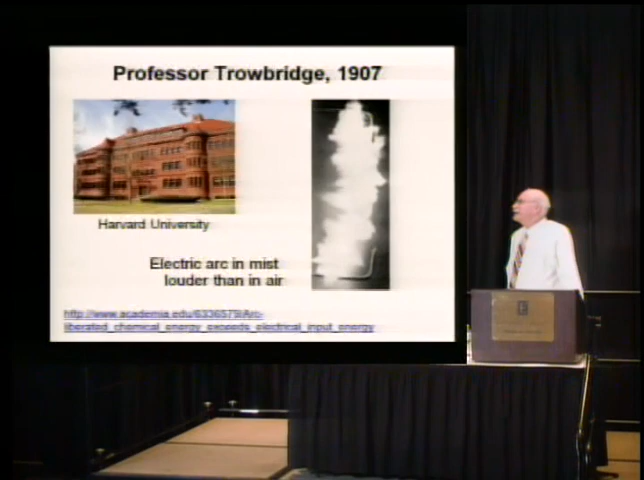 Professor Trowbridge, 1907
Harvard University
Electric arc in mist
louder than in air
http://www.academia.edu/6336579/Arc-
liberated_chemical_energy_exceeds_electrical_input_energy